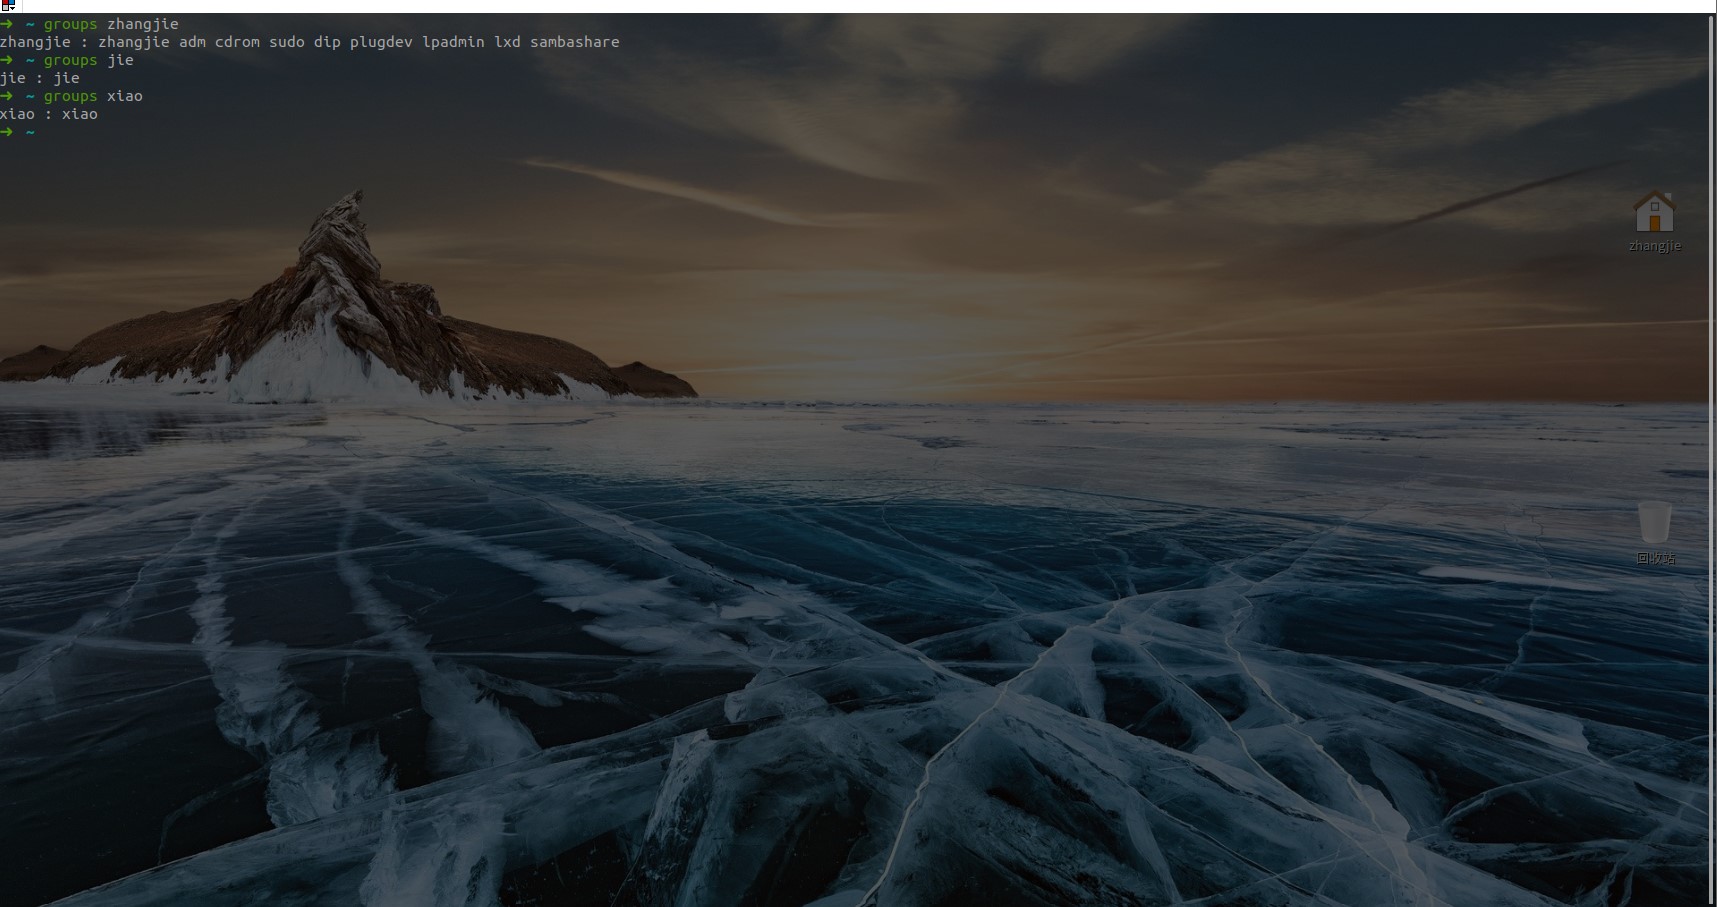 ➜ ~ groups zhangjie
zhangjie : zhangjie adm cdrom sudo dip plugdev lpadmin lxd sambashare
➜ ~ groups jie
jie : jie
➜ ~ groups xiao
xiao : xiao
➜ ~
zhangjie
回收站